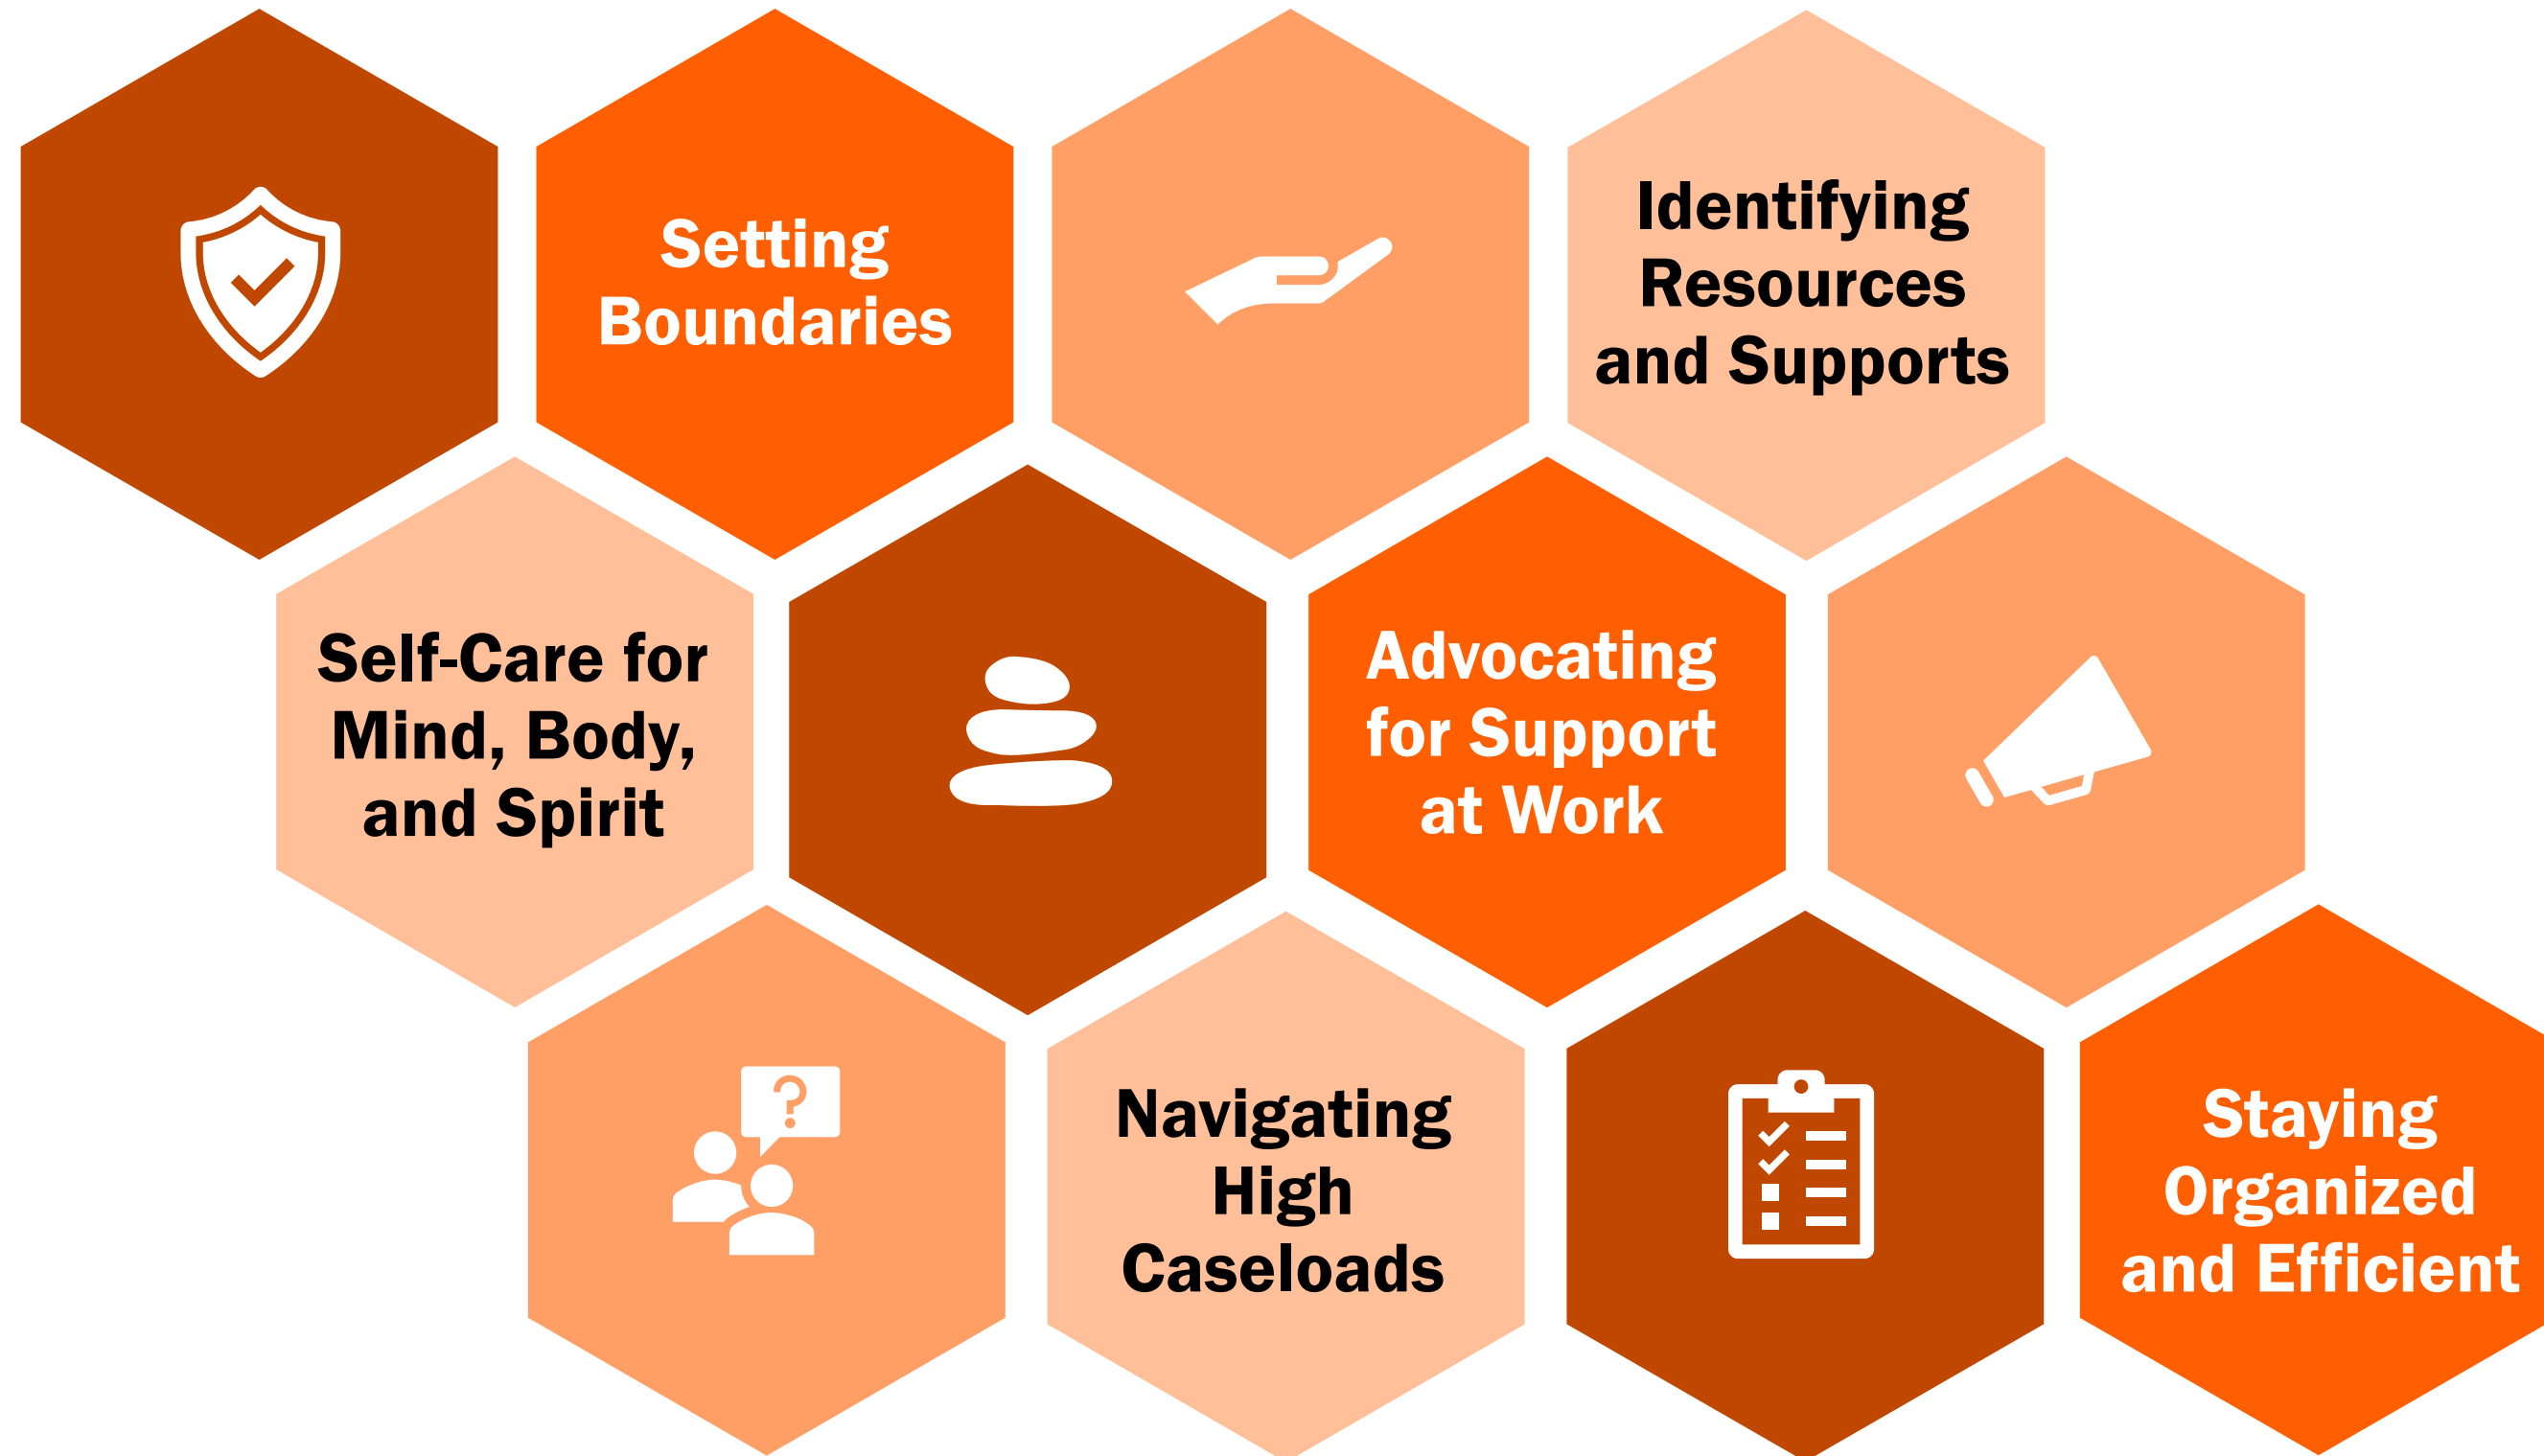 Setting
Boundaries
Identifying
Resources
and Supports
Self-Care for
Mind, Body,
and Spirit
Advocating
for Support
at Work
?
Navigating
High
Caseloads
Staying
Organized
and Efficient